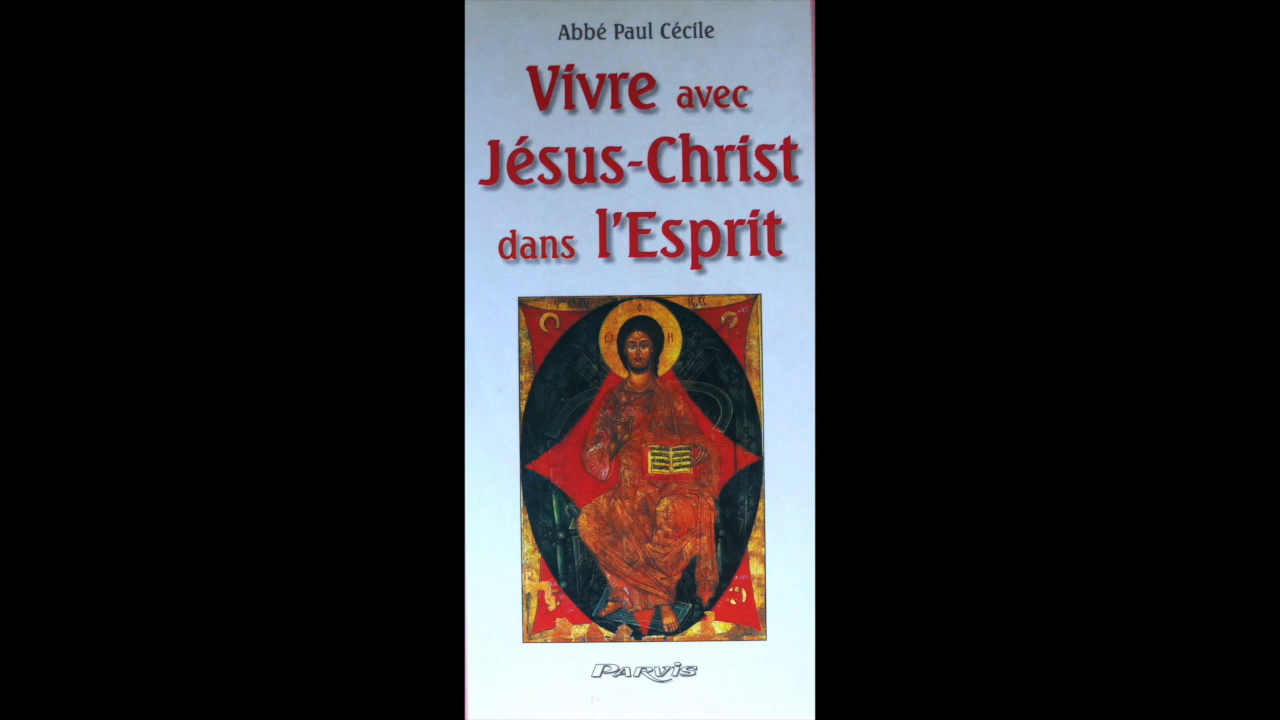 Abbé Paul Cécile
Vivre avec
Jésus-Christ
dans l'Esprit
PARVIS